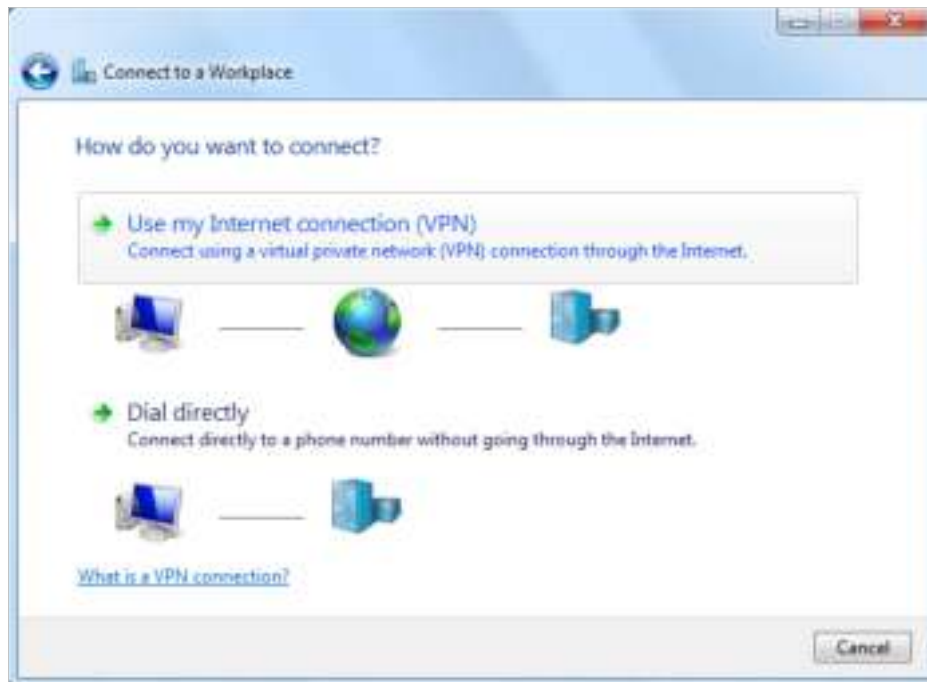 Connect to a Workplace
How do you want to connect?
Use my Internet connection (VPN)
Connect using a virtual private network (VPN) connection through the Internet.
Dial directly
Connect directly to a phone number without going through the Internet.
What is a VPN connection?
Cancel